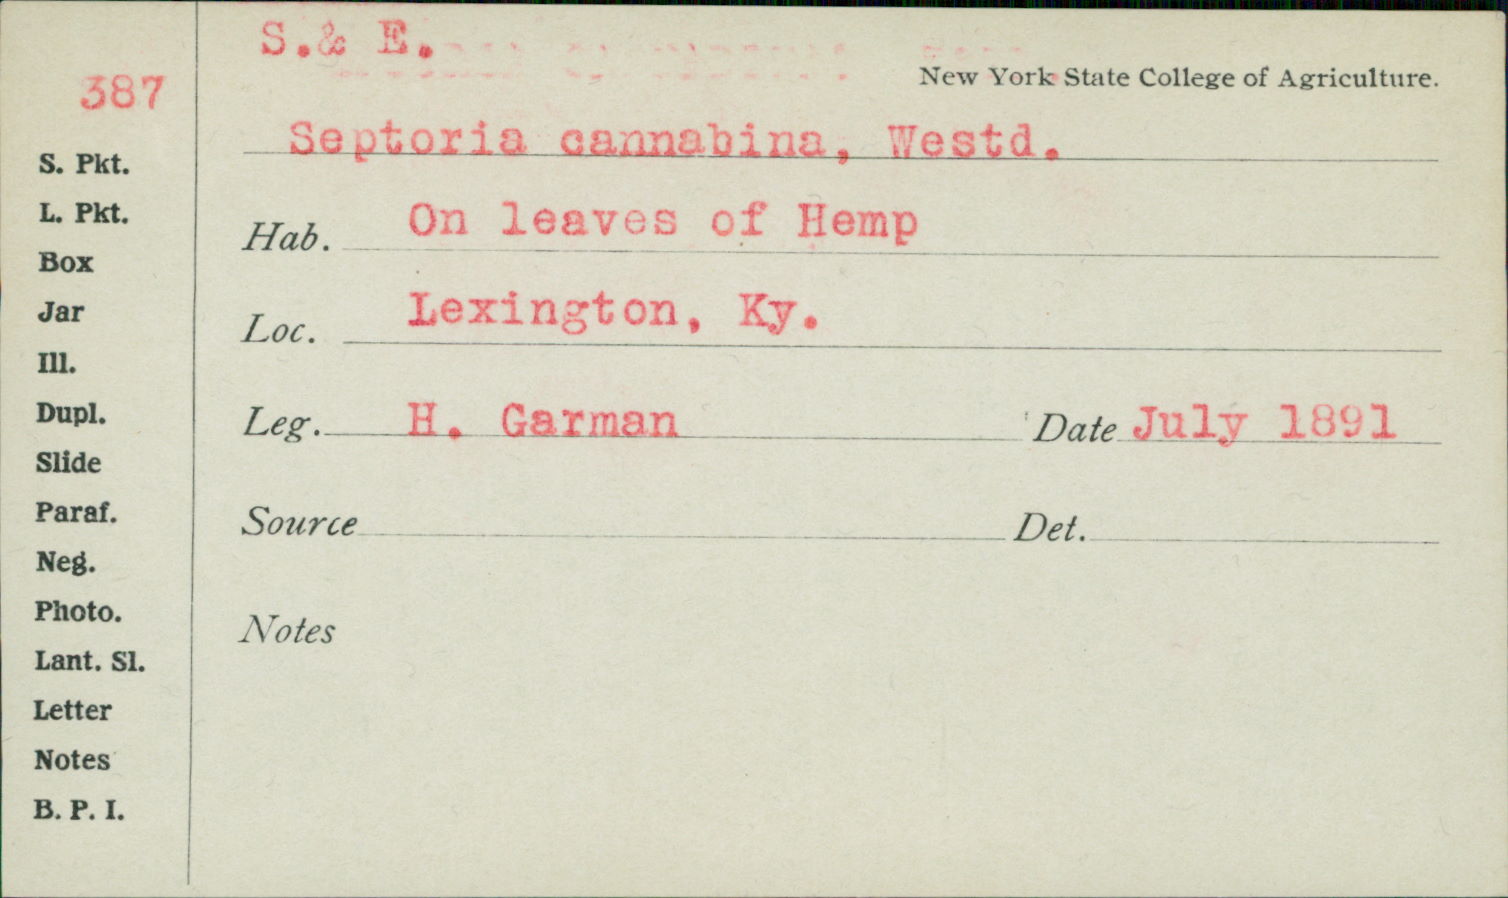 S.& E.
New York State College of Agriculture.
387
Septoria cannabina, Westd.
S. Pkt.
L. Pkt.
Hab. On leaves of Hemp
Box
Jar
Loc. Lexington, Ky.
Ill.
Dupl.
Leg. H. Garman Date July 1891
Slide
Paraf.
Source Det.
Neg.
Photo.
Notes
Lant. Sl.
Letter
Notes
B. P. I.